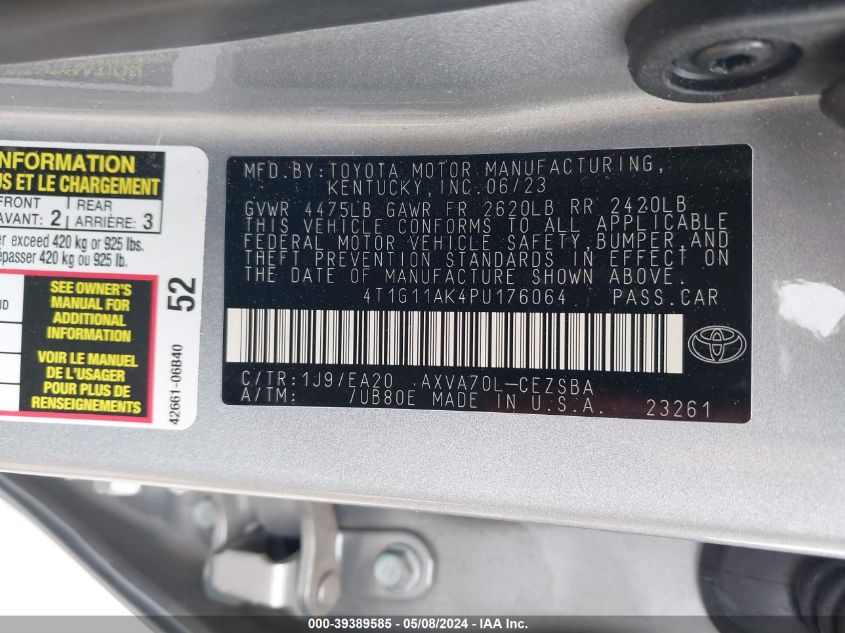 NFORMATION
US ET LE CHARGEMENT
FRONT REAR
AVANT: 2 ARRIÈRE: 3
er exceed 420 kg or 925 lbs.
épasser 420 kg ou 925 lb.
SEE OWNER'S
MANUAL FOR
ADDITIONAL
INFORMATION
VOIR LE MANUEL
DE L'USAGER
POUR PLUS DE
RENSEIGNEMENTS
52
42661-06B40
MFD.BY:TOYOTA MOTOR MANUFACTURING,
KENTUCKY,INC.06/23
GVWR 4475LB GAWR FR 2620LB RR 2420LB
THIS VEHICLE CONFORMS TO ALL APPLICABLE
FEDERAL MOTOR VEHICLE SAFETY,BUMPER,AND
THEFT PREVENTION STANDARDS IN EFFECT ON
THE DATE OF MANUFACTURE SHOWN ABOVE.
4T1G11AK4PU176064 PASS.CAR
C/TR:1J9/EA20 AXVA70L-CEZSBA
A/TM: /UB80E MADE IN U.S.A. 23261
000-39389585 / 05/08/2024 / IAA Inc.